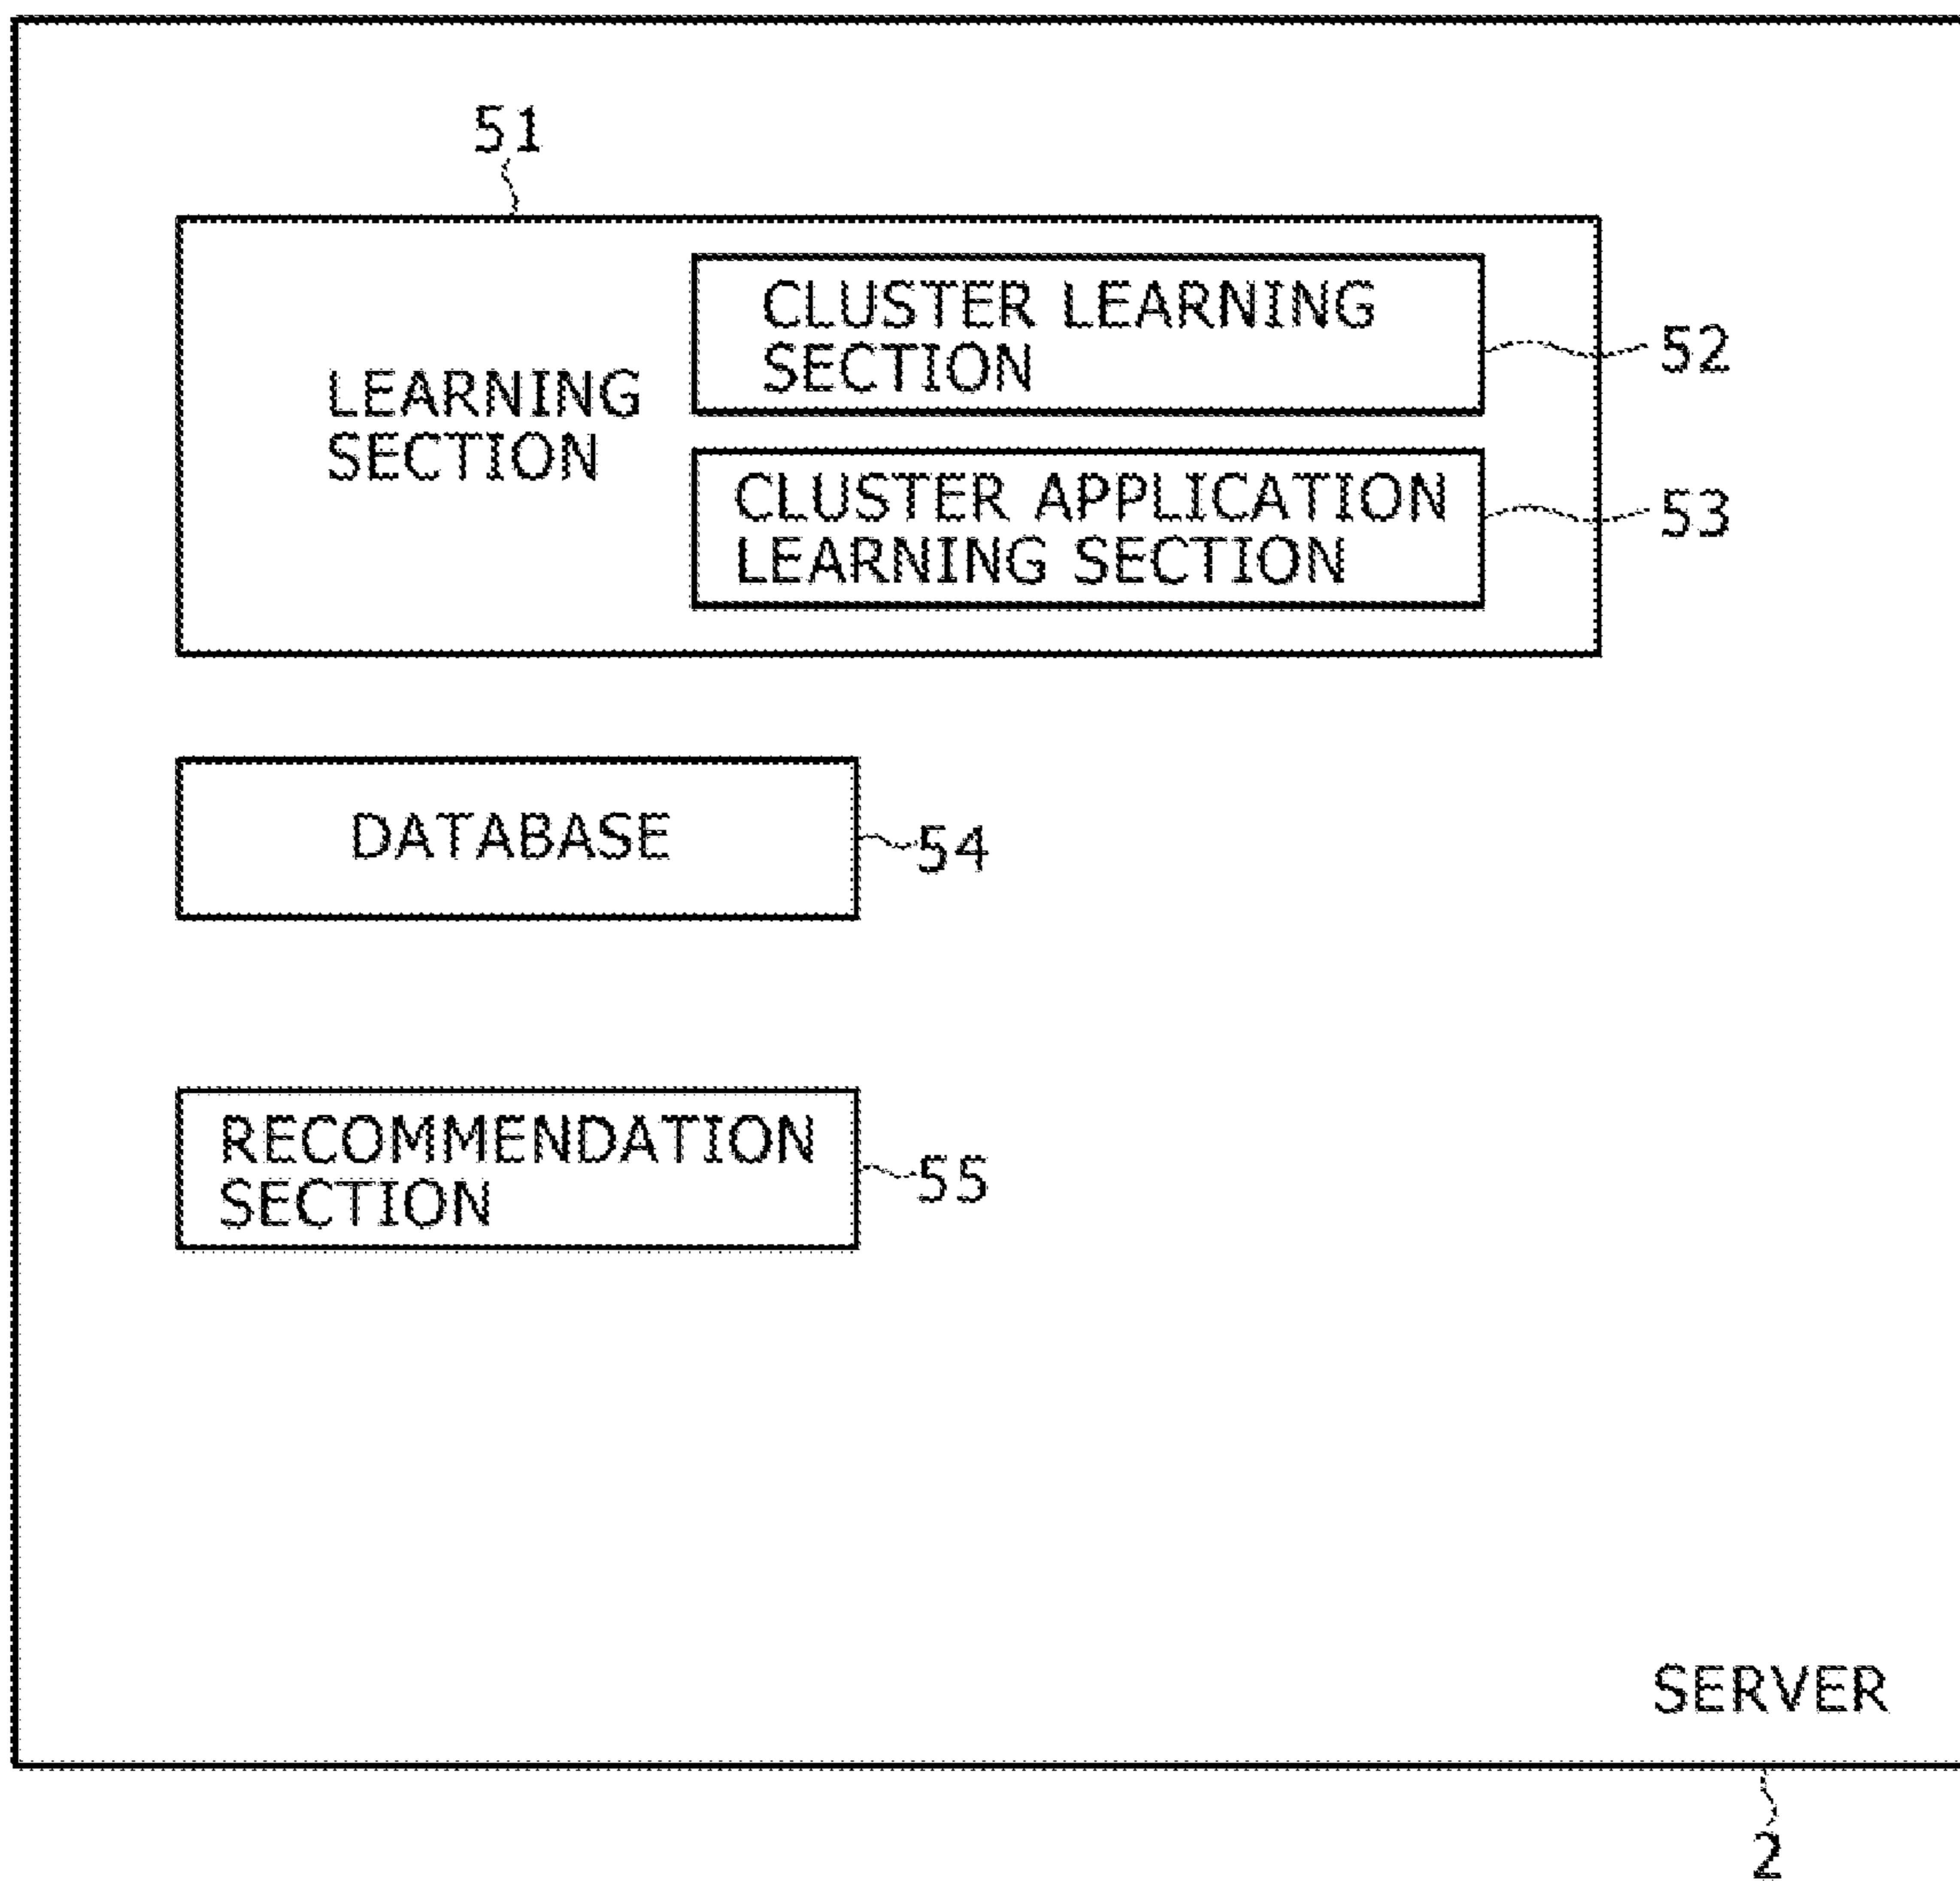 51
CLUSTER LEARNING
SECTION
52
LEARNING
SECTION
CLUSTER APPLICATION
LEARNING SECTION
53
DATABASE
54
RECOMMENDATION
SECTION
55
SERVER
2